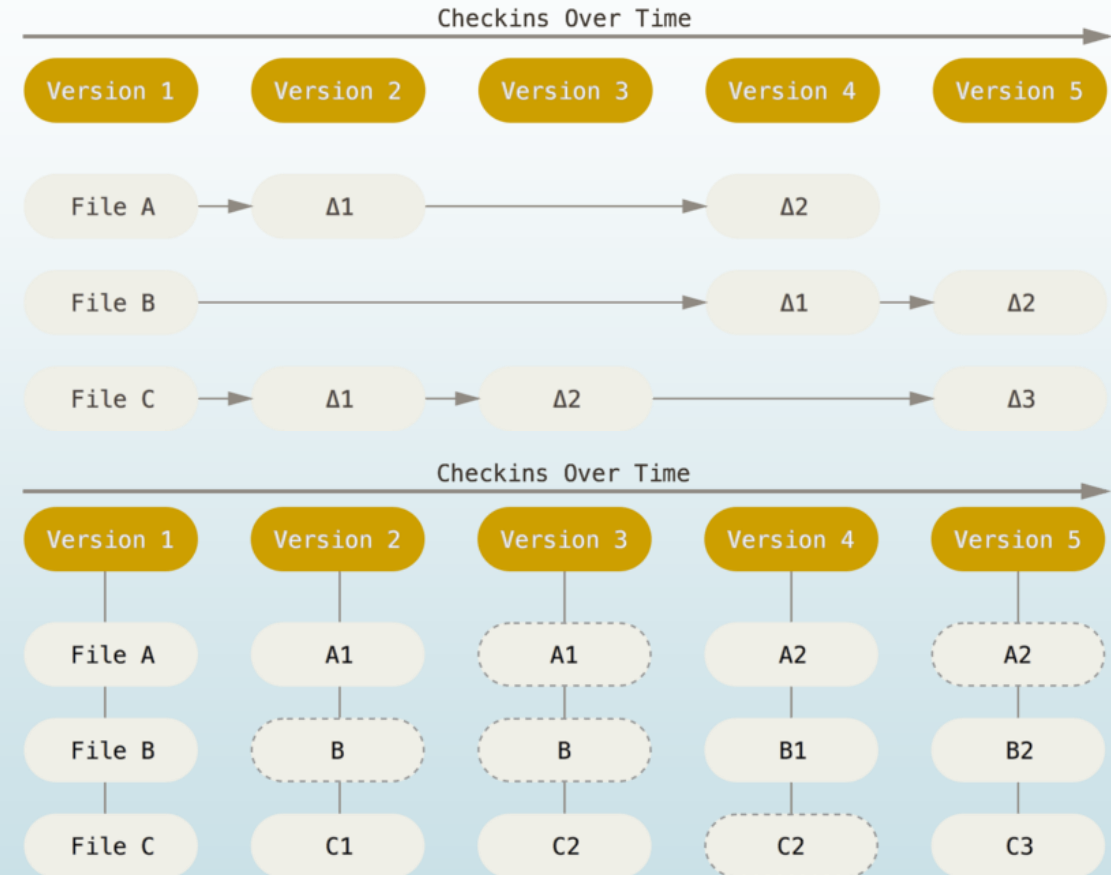 Checkins Over Time
Version 1 Version 2 Version 3 Version 4 Version 5
File A Δ1 Δ2
File B Δ1 Δ2
File C Δ1 Δ2 Δ3
Checkins Over Time
Version 1 Version 2 Version 3 Version 4 Version 5
File A A1 A1 A2 A2
File B B B B1 B2
File C C1 C2 C2 C3